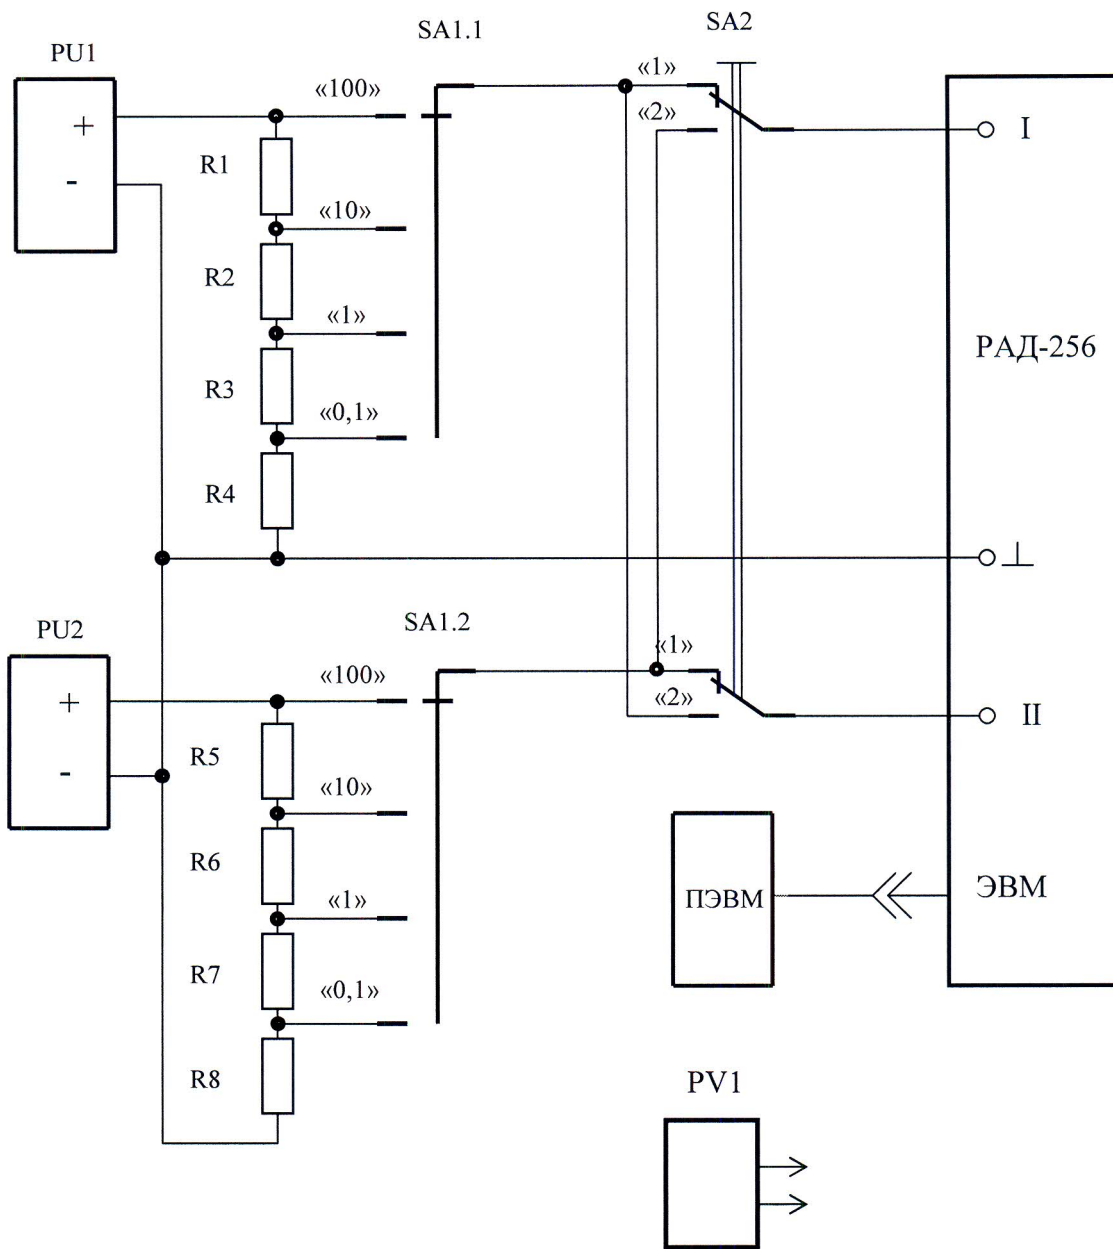 SA1.1
SA2
PU1
+
-
«100»
R1
«10»
R2
«1»
R3
«0,1»
R4
«1»
«2»
I
РАД-256
⊥
PU2
+
-
SA1.2
«100»
R5
«10»
R6
«1»
R7
«0,1»
R8
«1»
«2»
II
ПЭВМ
ЭВМ
PV1